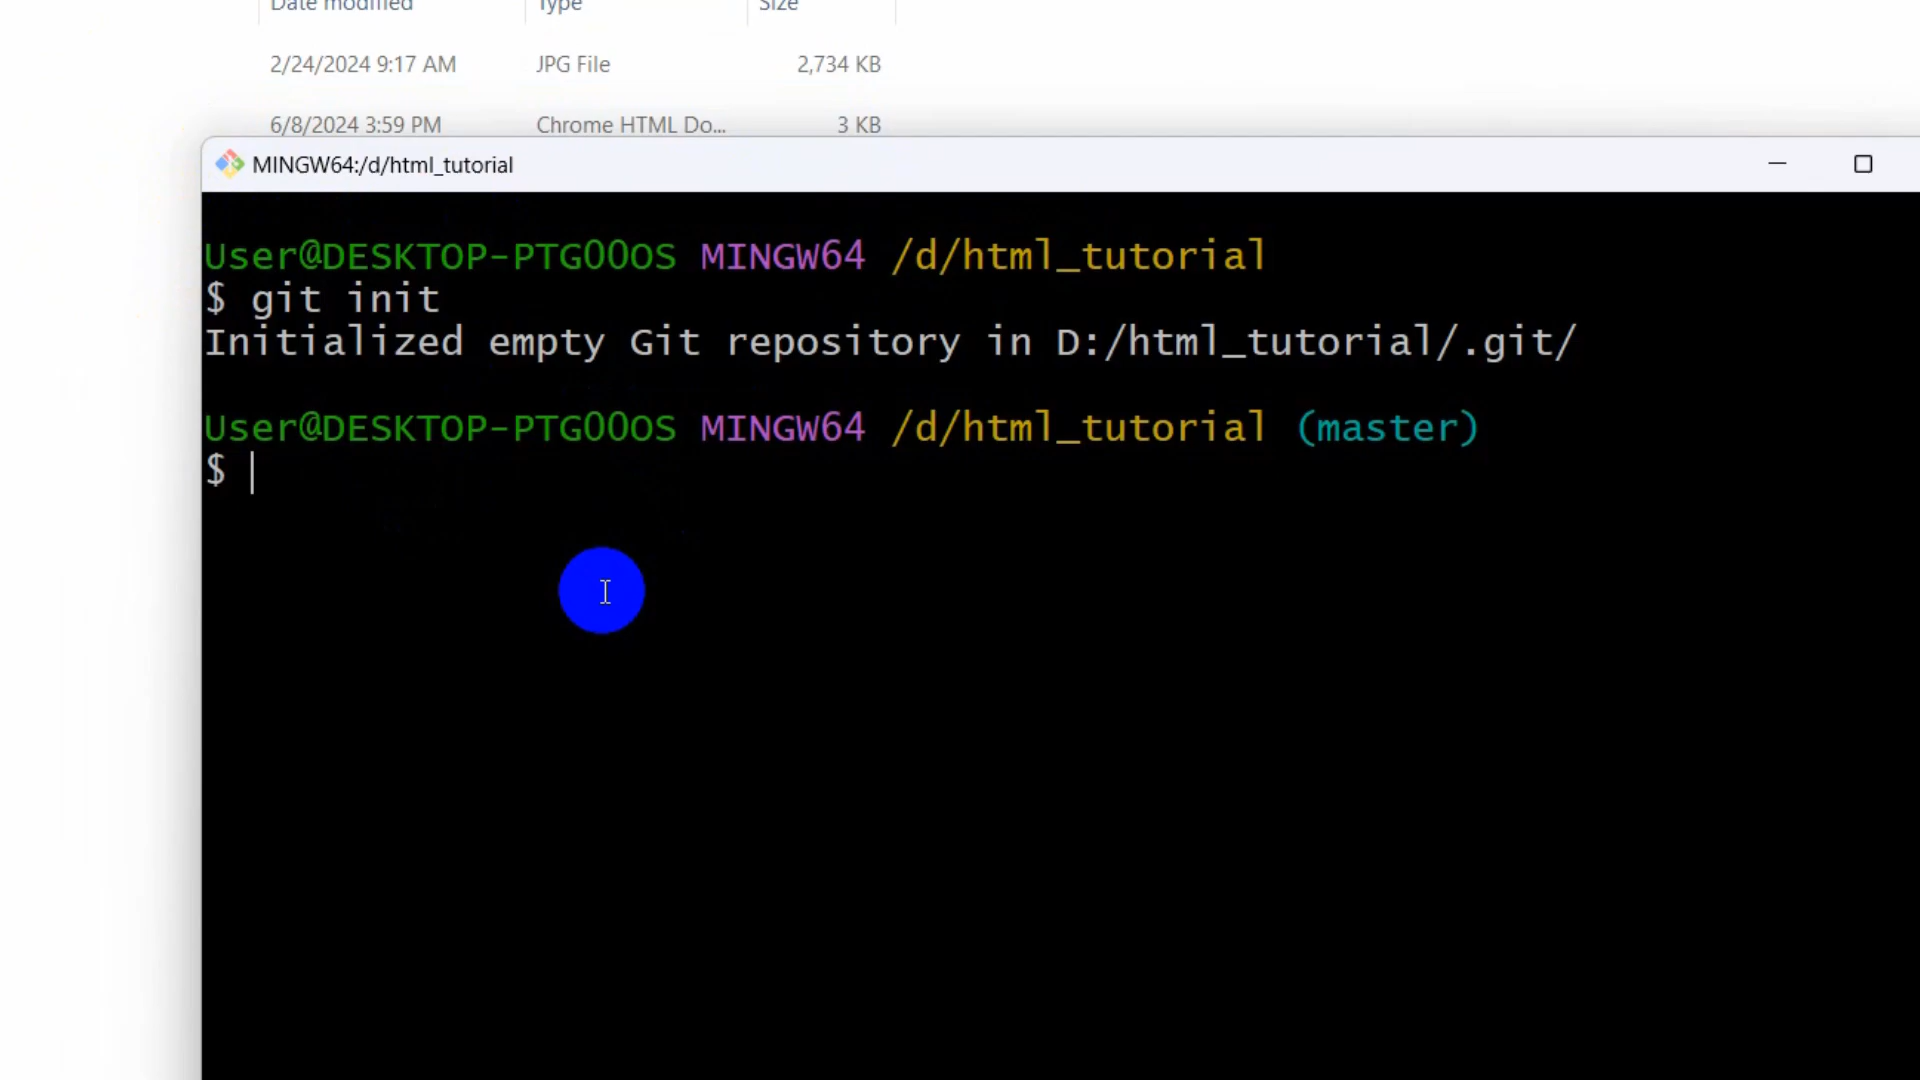 Date modified Type Size
2/24/2024 9:17 AM JPG File 2,734 KB
6/8/2024 3:59 PM Chrome HTML Do... 3 KB
MINGW64:/d/html_tutorial
User@DESKTOP-PTG0O0S MINGW64 /d/html_tutorial
$ git init
Initialized empty Git repository in D:/html_tutorial/.git/
User@DESKTOP-PTG0O0S MINGW64 /d/html_tutorial (master)
$